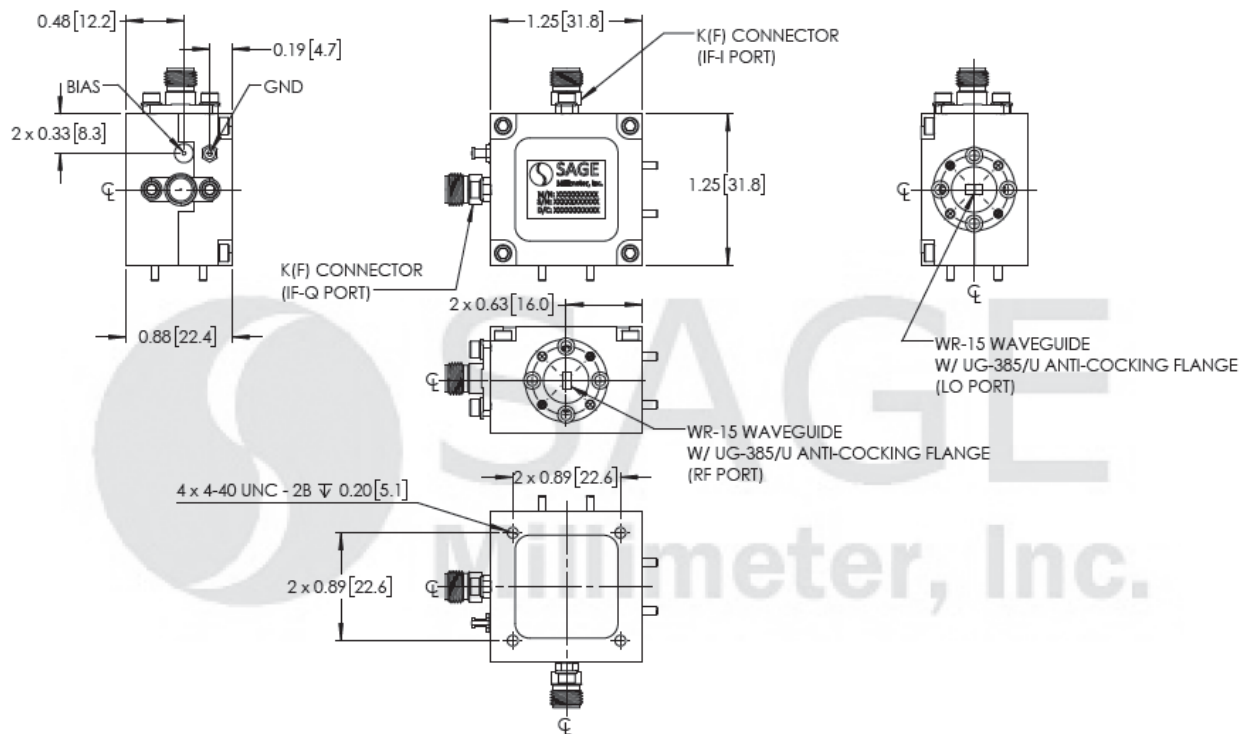 0.48[12.2]
0.19[4.7]
BIAS
GND
2 x 0.33[8.3]
℄
0.88[22.4]
1.25[31.8]
K(F) CONNECTOR
(IF-I PORT)
SAGE
Millimeter, Inc.
M/N: XXXXXXXXXX
S/N: XXXXXXXXXXX
D/C: XXXXXXXXXXX
1.25[31.8]
K(F) CONNECTOR
(IF-Q PORT)
℄
℄
WR-15 WAVEGUIDE
W/ UG-385/U ANTI-COCKING FLANGE
(LO PORT)
2 x 0.63[16.0]
℄
WR-15 WAVEGUIDE
W/ UG-385/U ANTI-COCKING FLANGE
(RF PORT)
4 x 4-40 UNC - 2B ↧ 0.20[5.1]
2 x 0.89[22.6]
2 x 0.89[22.6]
℄
℄
SAGE
Millimeter, Inc.